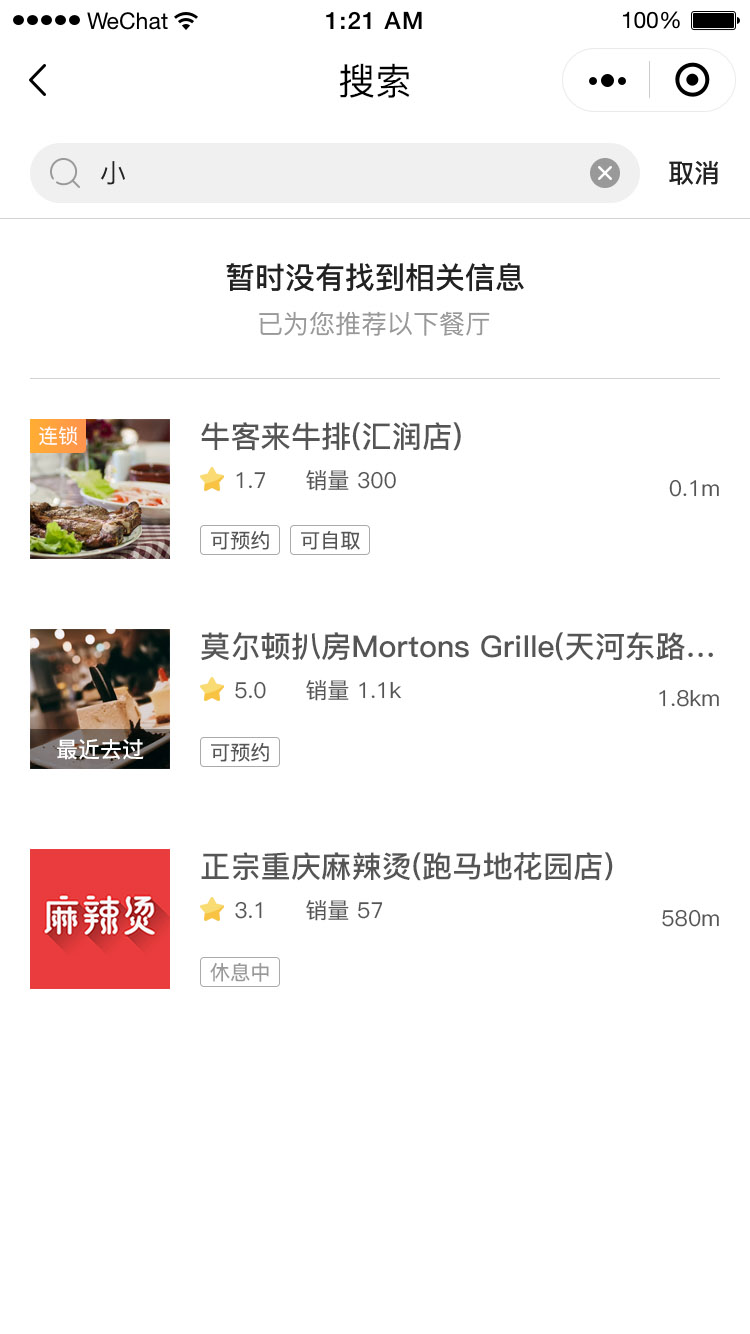 WeChat 1:21 AM 100%
搜索
小 取消
暂时没有找到相关信息
已为您推荐以下餐厅
连锁
牛客来牛排(汇润店)
1.7 销量 300
0.1m
可预约 可自取
莫尔顿扒房Mortons Grille(天河东路...
5.0 销量 1.1k
1.8km
最近去过
可预约
正宗重庆麻辣烫(跑马地花园店)
麻辣烫
3.1 销量 57
580m
休息中